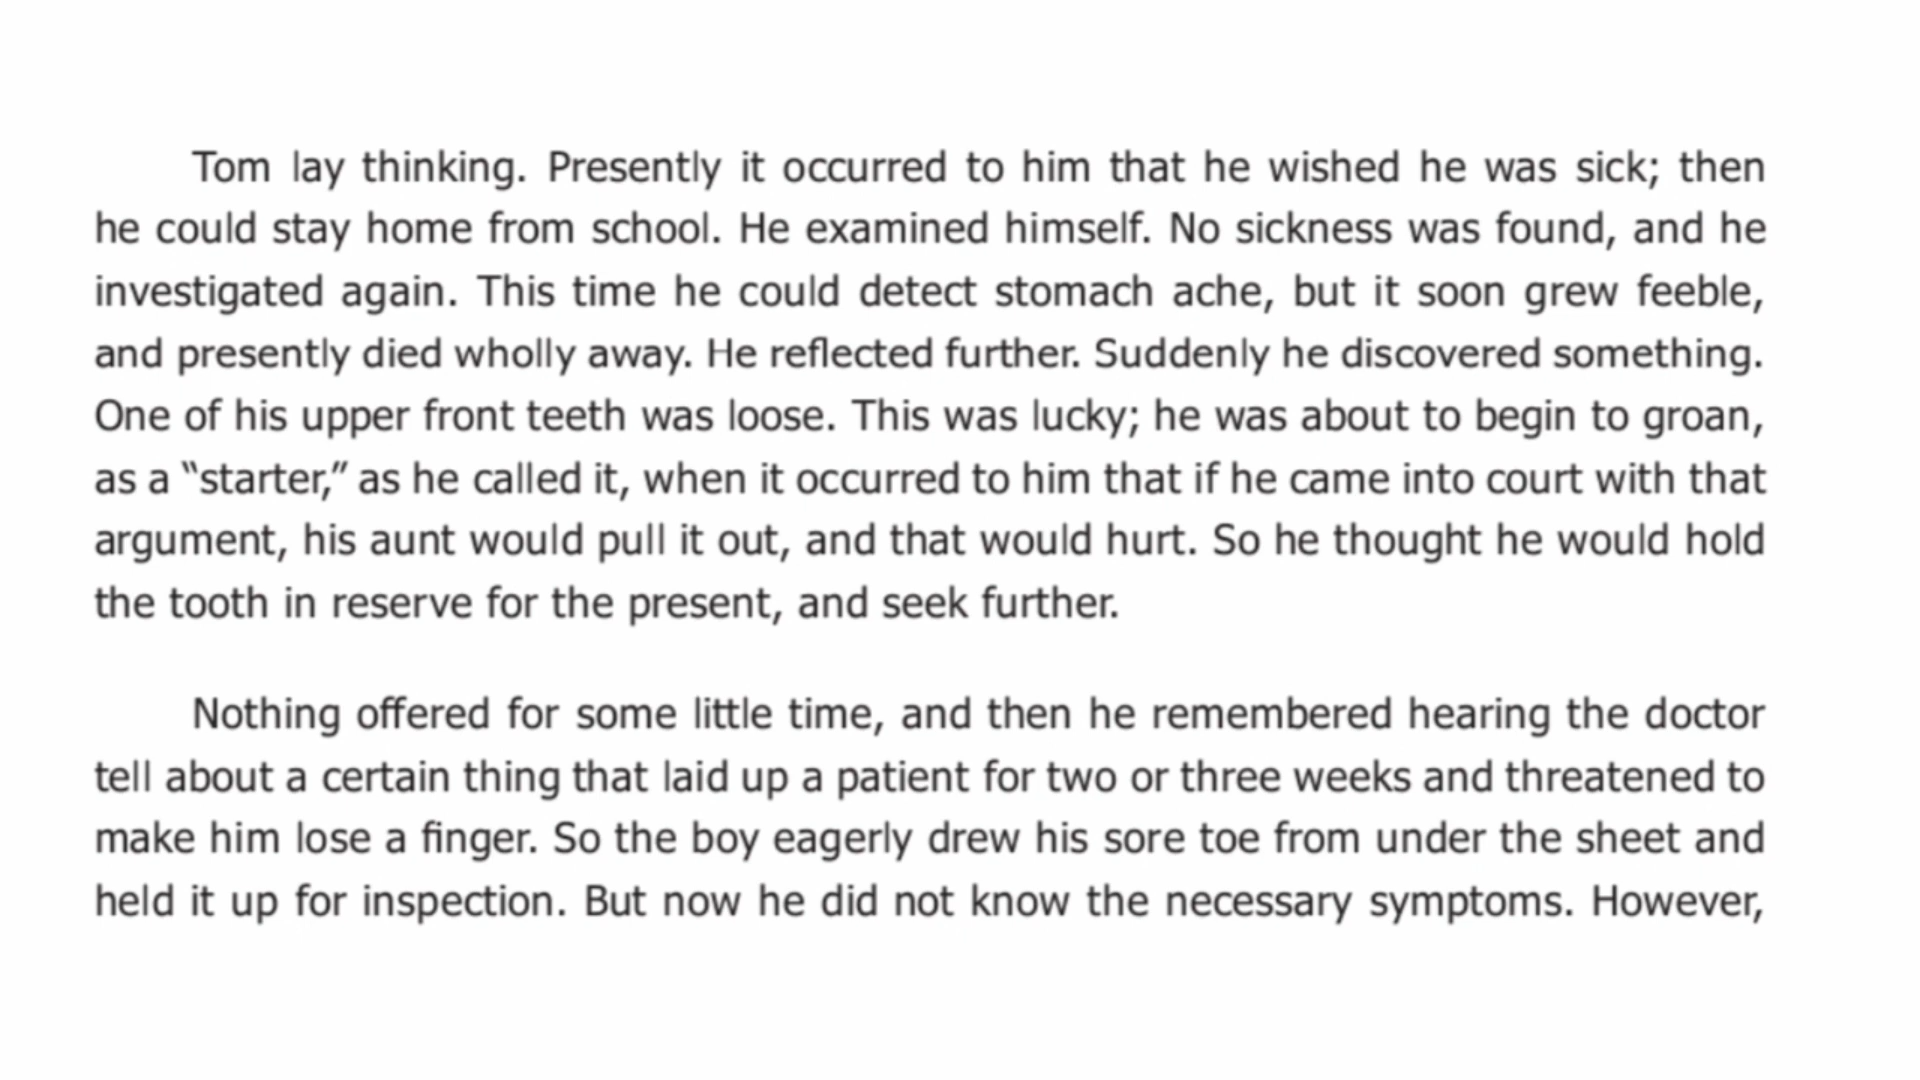 Tom lay thinking. Presently it occurred to him that he wished he was sick; then
he could stay home from school. He examined himself. No sickness was found, and he
investigated again. This time he could detect stomach ache, but it soon grew feeble,
and presently died wholly away. He reflected further. Suddenly he discovered something.
One of his upper front teeth was loose. This was lucky; he was about to begin to groan,
as a “starter,” as he called it, when it occurred to him that if he came into court with that
argument, his aunt would pull it out, and that would hurt. So he thought he would hold
the tooth in reserve for the present, and seek further.
Nothing offered for some little time, and then he remembered hearing the doctor
tell about a certain thing that laid up a patient for two or three weeks and threatened to
make him lose a finger. So the boy eagerly drew his sore toe from under the sheet and
held it up for inspection. But now he did not know the necessary symptoms. However,